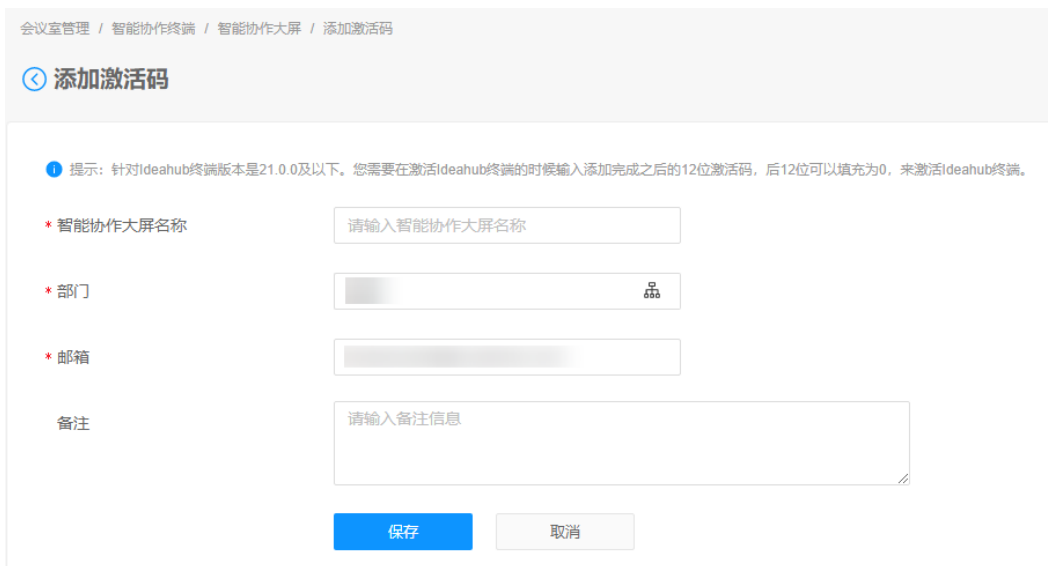 会议室管理 / 智能协作终端 / 智能协作大屏 / 添加激活码
添加激活码
提示：针对Ideahub终端版本是21.0.0及以下。您需要在激活Ideahub终端的时候输入添加完成之后的12位激活码，后12位可以填充为0，来激活Ideahub终端。
* 智能协作大屏名称
请输入智能协作大屏名称
* 部门
* 邮箱
备注
请输入备注信息
保存 取消